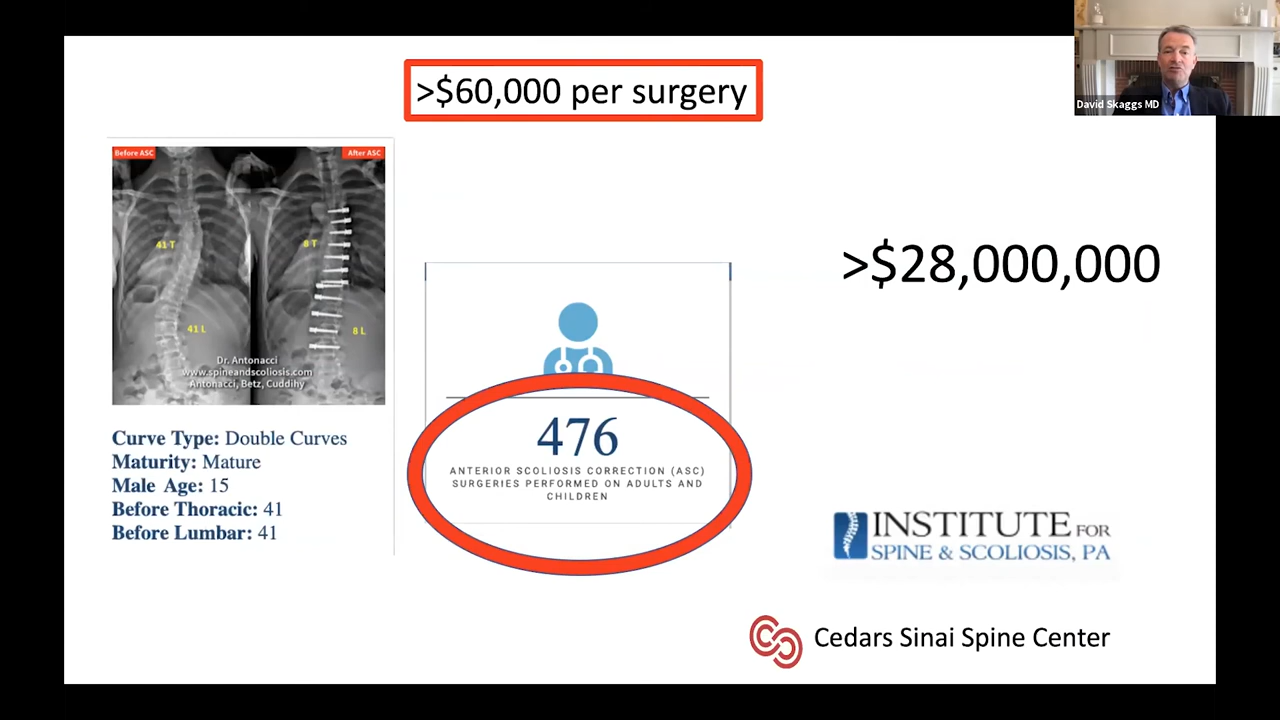 >$60,000 per surgery
David Skaggs MD
Before ASC
After ASC
41 T
8 T
41 L
8 L
Dr. Antonacci
www.spineandscoliosis.com
Antonacci, Betz, Cuddihy
Curve Type: Double Curves
Maturity: Mature
Male Age: 15
Before Thoracic: 41
Before Lumbar: 41
476
ANTERIOR SCOLIOSIS CORRECTION (ASC)
SURGERIES PERFORMED ON ADULTS AND
CHILDREN
>$28,000,000
INSTITUTE FOR
SPINE & SCOLIOSIS, PA
Cedars Sinai Spine Center